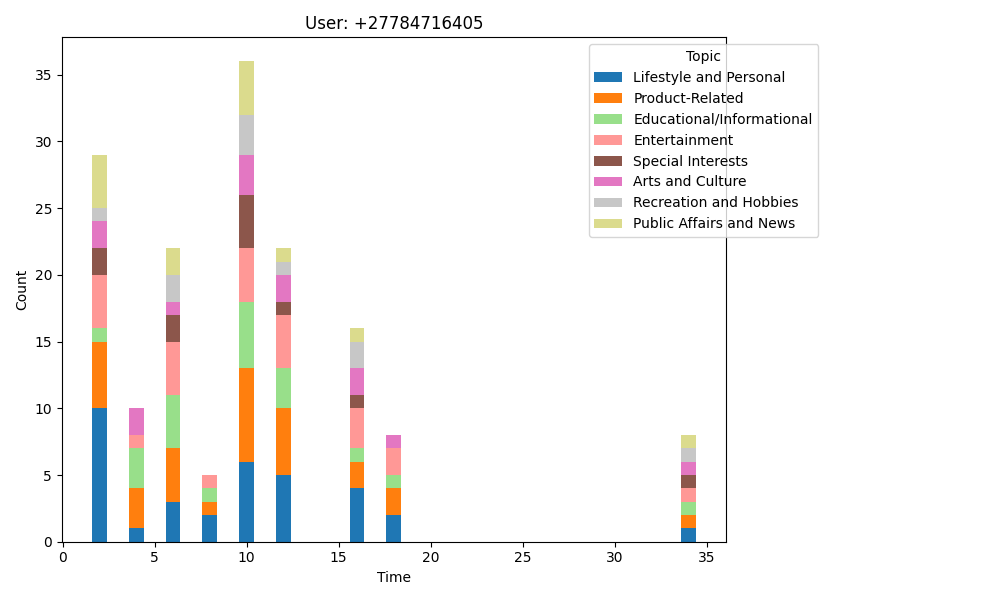 User: +27784716405
Topic
Lifestyle and Personal
Product-Related
Educational/Informational
Entertainment
Special Interests
Arts and Culture
Recreation and Hobbies
Public Affairs and News
Count
35
30
25
20
15
10
5
0
0 5 10 15 20 25 30 35
Time